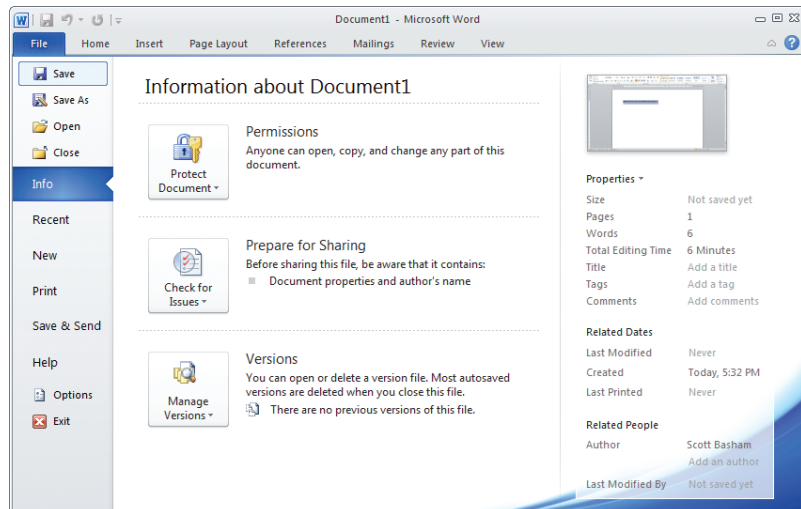 Document1 - Microsoft Word
File Home Insert Page Layout References Mailings Review View
Save
Save As
Open
Close
Info
Recent
New
Print
Save & Send
Help
Options
Exit
Information about Document1
Protect
Document
Permissions
Anyone can open, copy, and change any part of this
document.
Check for
Issues
Prepare for Sharing
Before sharing this file, be aware that it contains:
Document properties and author's name
Manage
Versions
Versions
You can open or delete a version file. Most autosaved
versions are deleted when you close this file.
There are no previous versions of this file.
Properties
Size Not saved yet
Pages 1
Words 6
Total Editing Time 6 Minutes
Title Add a title
Tags Add a tag
Comments Add comments
Related Dates
Last Modified Never
Created Today, 5:32 PM
Last Printed Never
Related People
Author Scott Basham
Add an author
Last Modified By Not saved yet